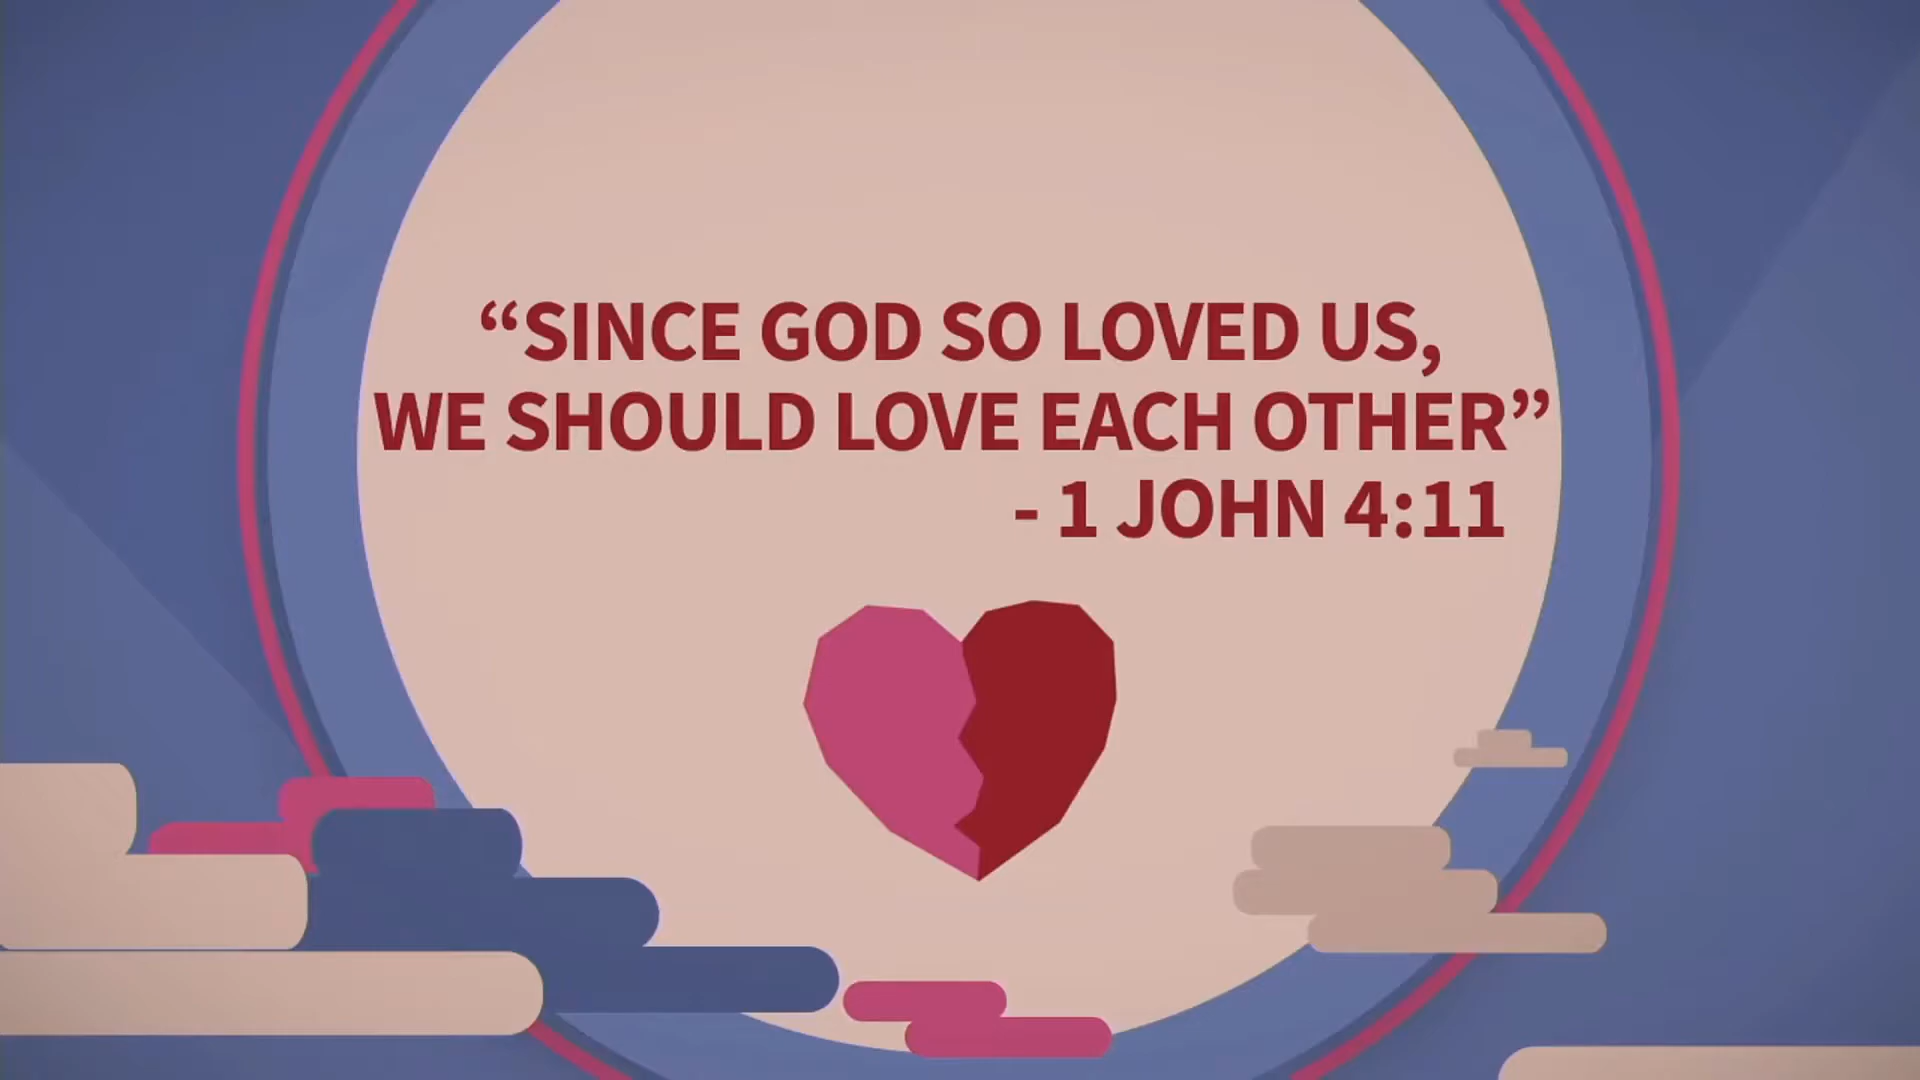 “SINCE GOD SO LOVED US,
WE SHOULD LOVE EACH OTHER”
- 1 JOHN 4:11